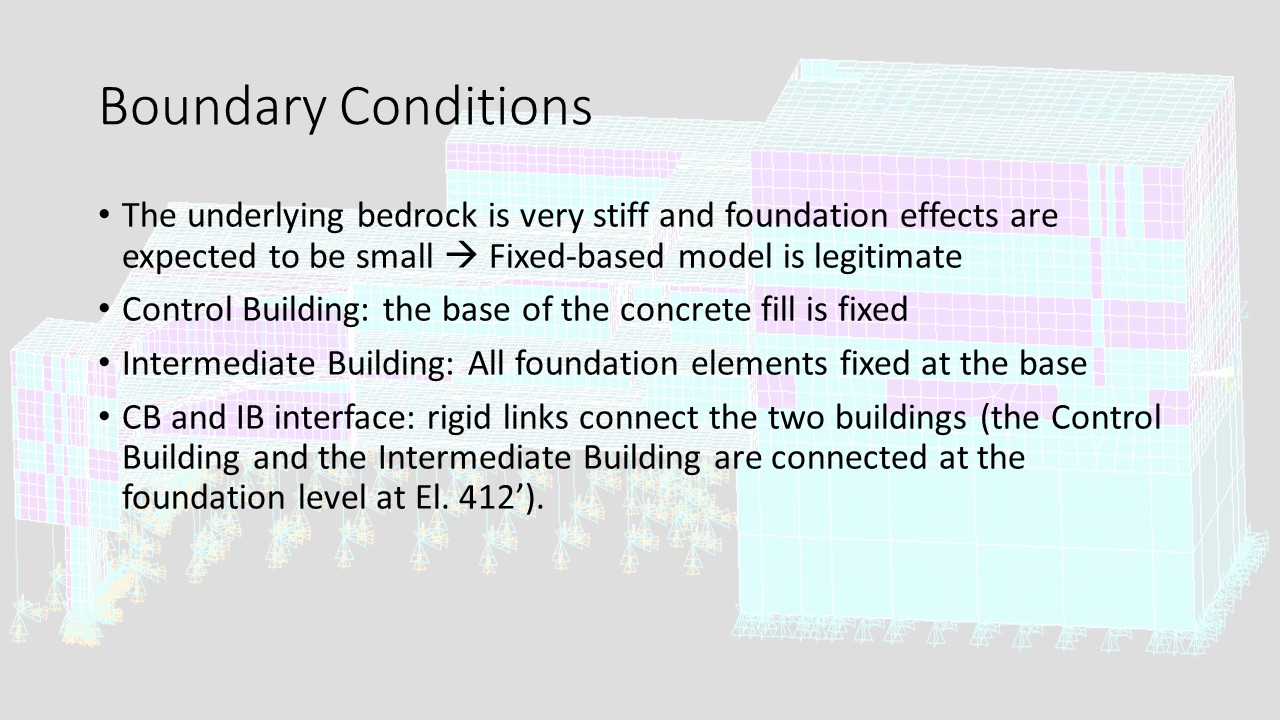 Boundary Conditions
• The underlying bedrock is very stiff and foundation effects are
expected to be small → Fixed-based model is legitimate
• Control Building: the base of the concrete fill is fixed
• Intermediate Building: All foundation elements fixed at the base
• CB and IB interface: rigid links connect the two buildings (the Control
Building and the Intermediate Building are connected at the
foundation level at El. 412’).